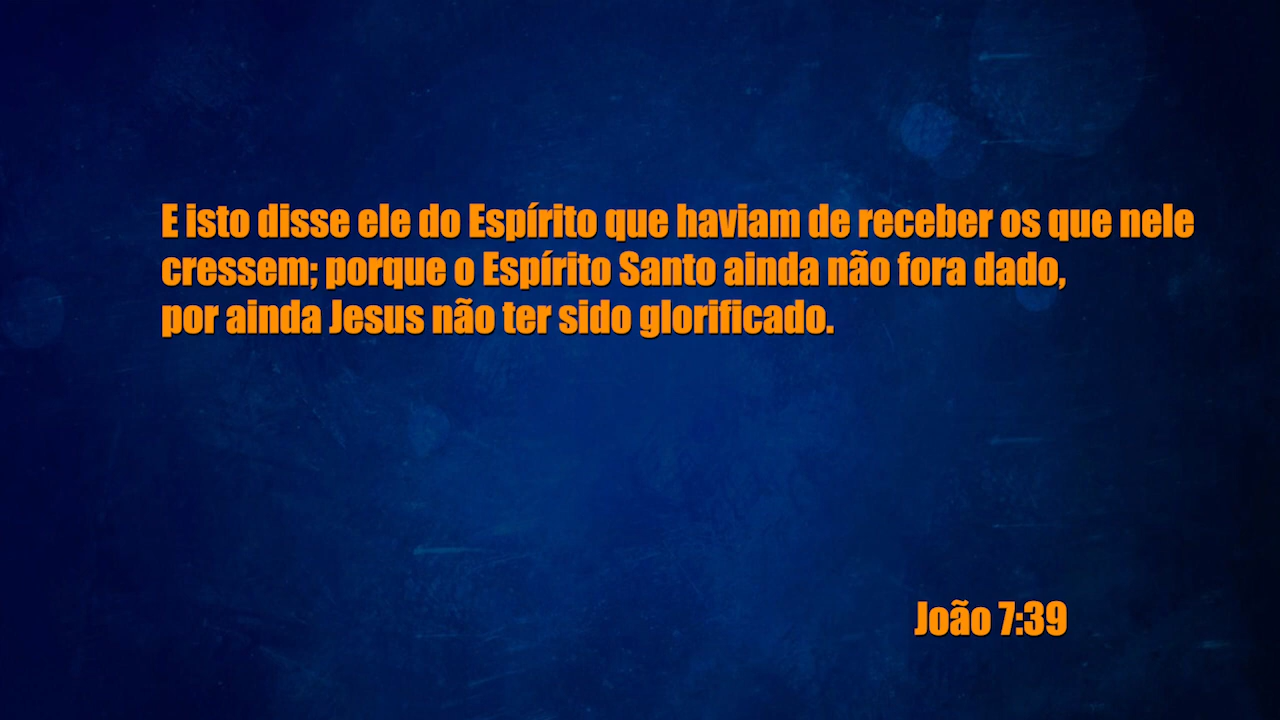 E isto disse ele do Espírito que haviam de receber os que nele
cressem; porque o Espírito Santo ainda não fora dado,
por ainda Jesus não ter sido glorificado.
João 7:39